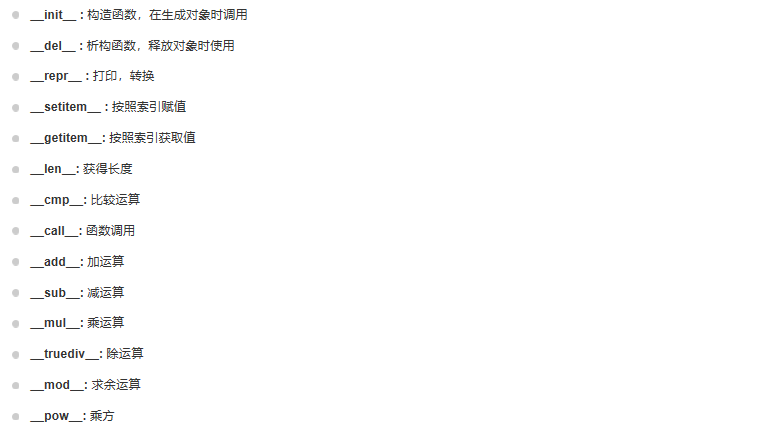 __init__ : 构造函数，在生成对象时调用
__del__ : 析构函数，释放对象时使用
__repr__ : 打印，转换
__setitem__ : 按照索引赋值
__getitem__: 按照索引获取值
__len__: 获得长度
__cmp__: 比较运算
__call__: 函数调用
__add__: 加运算
__sub__: 减运算
__mul__: 乘运算
__truediv__: 除运算
__mod__: 求余运算
__pow__: 乘方